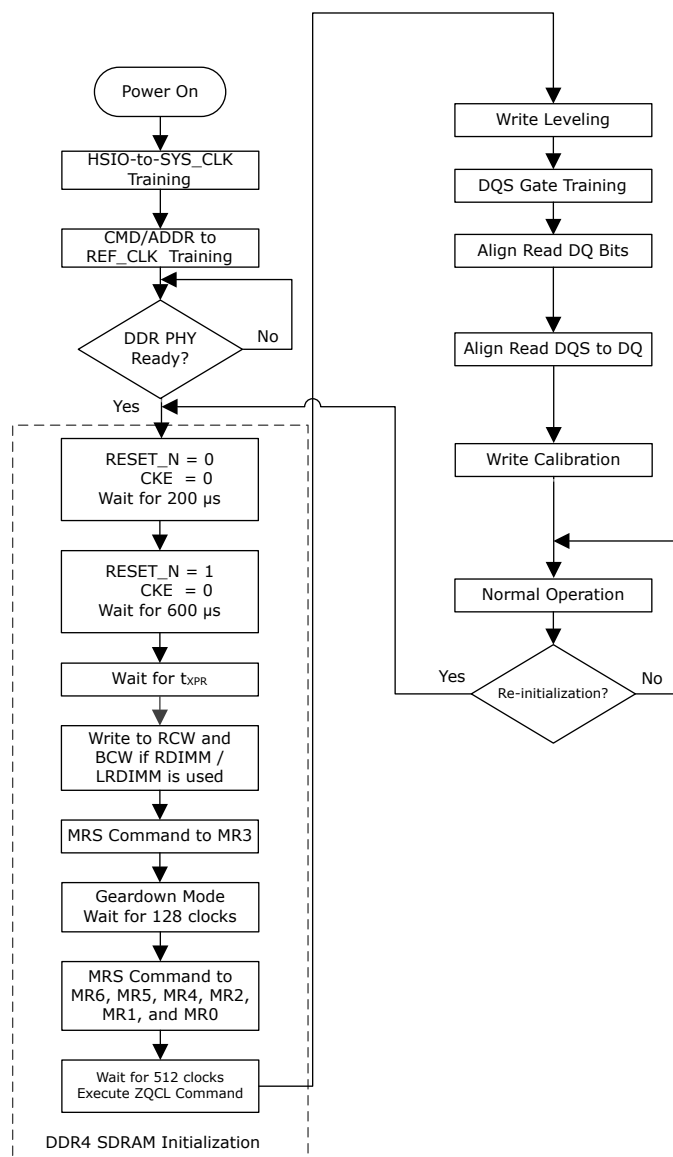 Power On
HSIO-to-SYS_CLK
Training
CMD/ADDR to
REF_CLK Training
DDR PHY
Ready?
No
Yes
RESET_N = 0
CKE = 0
Wait for 200 µs
RESET_N = 1
CKE = 0
Wait for 600 µs
Wait for tXPR
Write to RCW and
BCW if RDIMM /
LRDIMM is used
MRS Command to MR3
Geardown Mode
Wait for 128 clocks
MRS Command to
MR6, MR5, MR4, MR2,
MR1, and MR0
Wait for 512 clocks
Execute ZQCL Command
DDR4 SDRAM Initialization
Write Leveling
DQS Gate Training
Align Read DQ Bits
Align Read DQS to DQ
Write Calibration
Normal Operation
Yes
Re-initialization?
No